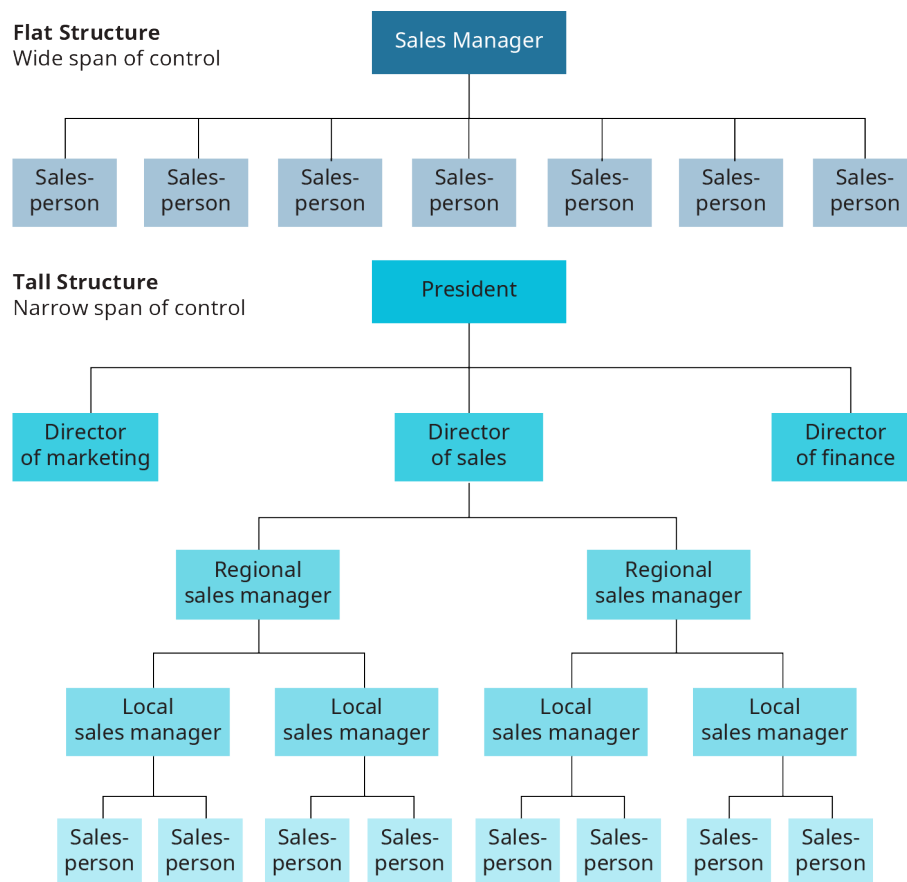 Flat Structure
Wide span of control
Sales Manager
Sales-
person
Sales-
person
Sales-
person
Sales-
person
Sales-
person
Sales-
person
Sales-
person
Tall Structure
Narrow span of control
President
Director
of marketing
Director
of sales
Director
of finance
Regional
sales manager
Regional
sales manager
Local
sales manager
Local
sales manager
Local
sales manager
Local
sales manager
Sales-
person
Sales-
person
Sales-
person
Sales-
person
Sales-
person
Sales-
person
Sales-
person
Sales-
person